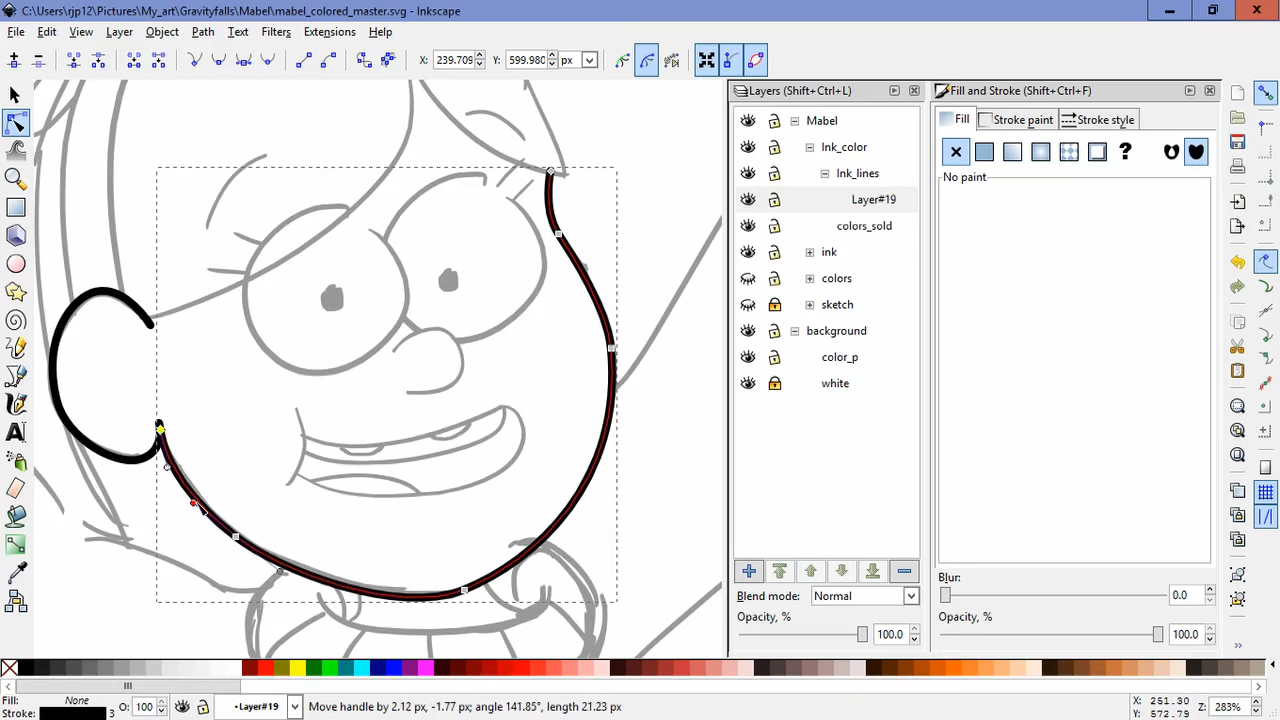 C:\Users\rjp12\Pictures\My_art\Gravityfalls\Mabel\mabel_colored_master.svg - Inkscape
File Edit View Layer Object Path Text Filters Extensions Help
X: 239.709 Y: 599.980 px
Layers (Shift+Ctrl+L)
Mabel
Ink_color
Ink_lines
Layer#19
colors_sold
ink
colors
sketch
background
color_p
white
Blend mode: Normal
Opacity, %
100.0
Fill and Stroke (Shift+Ctrl+F)
Fill Stroke paint Stroke style
?
No paint
Blur:
0.0
Opacity, %
100.0
Fill: None
Stroke: 3
O: 100
•Layer#19
Move handle by 2.12 px, -1.77 px; angle 141.85°, length 21.23 px
X: 251.30
Y: 572.79
Z: 283%